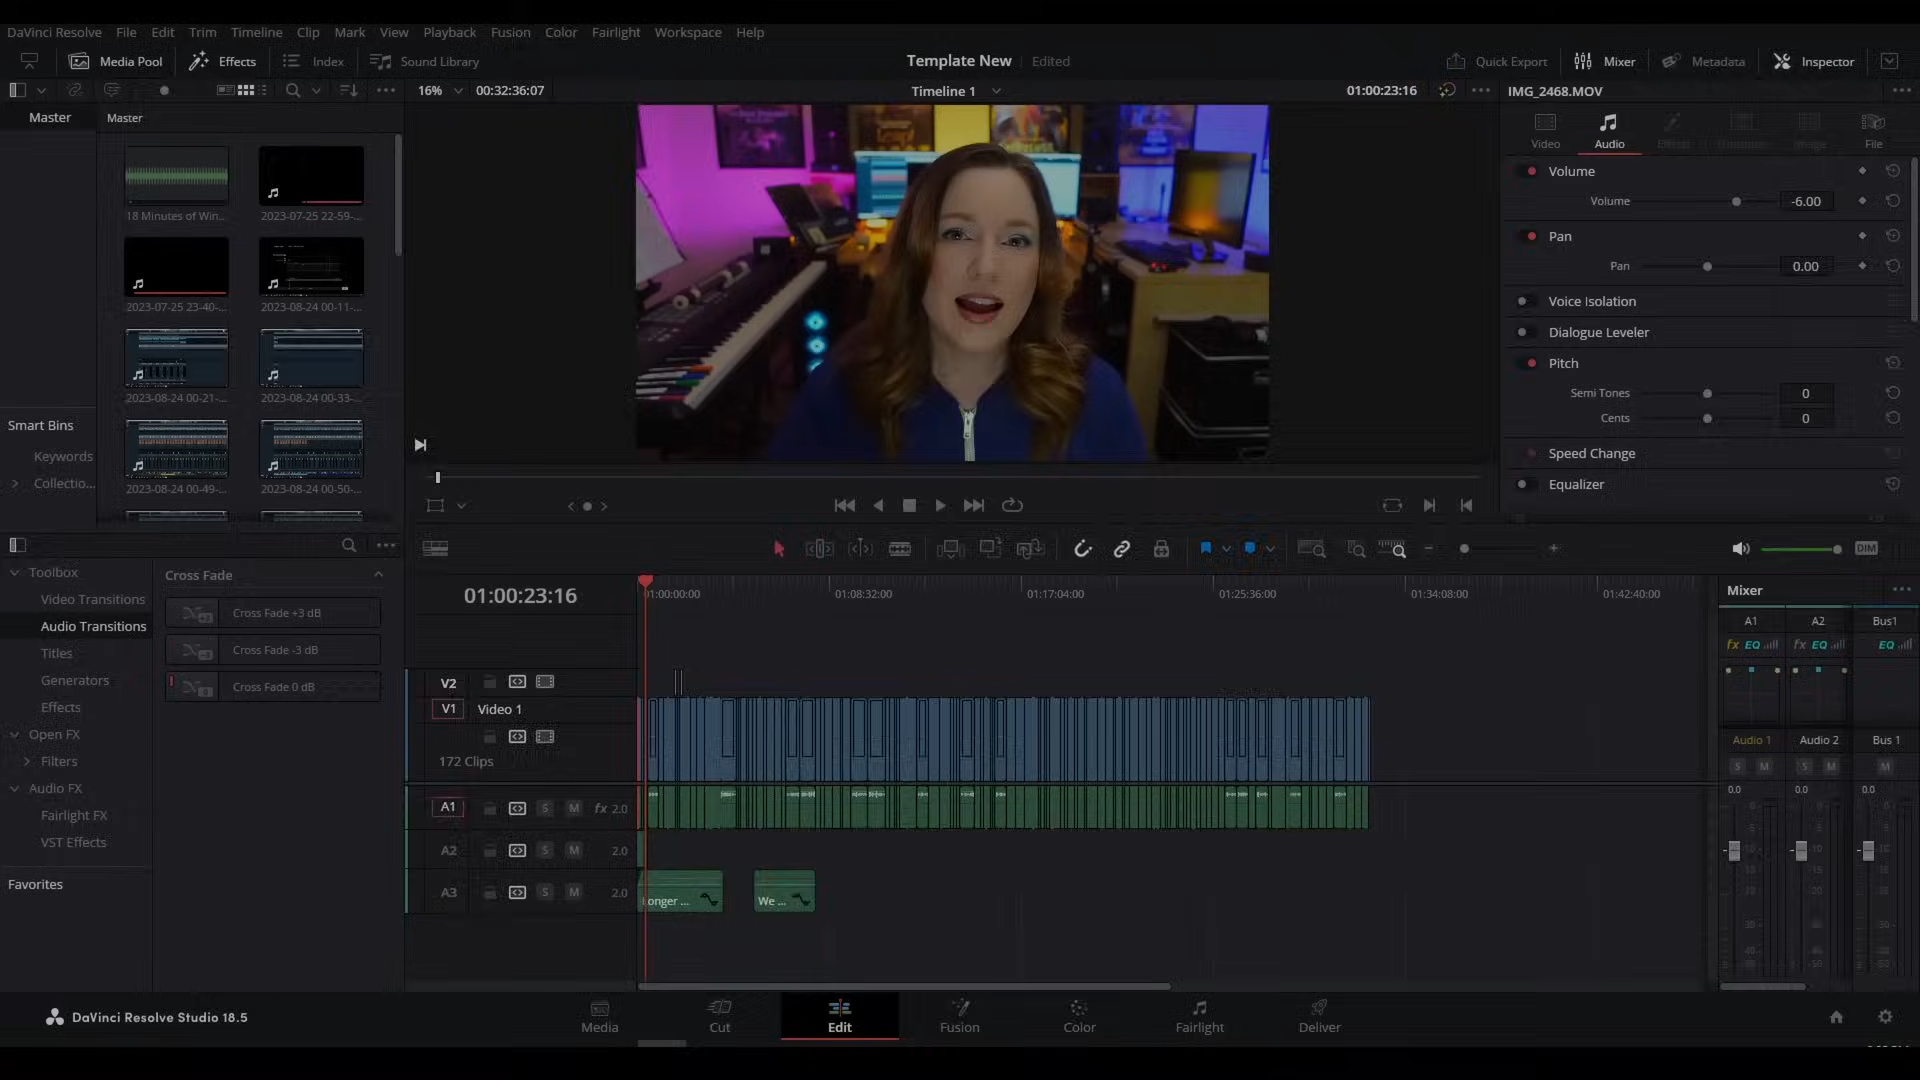 DaVinci Resolve File Edit Trim Timeline Clip Mark View Playback Fusion Color Fairlight Workspace Help
Media Pool Effects Index Sound Library Template New Edited Quick Export Mixer Metadata Inspector
16% 00:32:36:07 Timeline 1 01:00:23:16 IMG_2468.MOV
Master Master
Video Audio File
18 Minutes of Win... 2023-07-25 22-59-...
2023-07-25 23-40-... 2023-08-24 00-11-...
2023-08-24 00-21-... 2023-08-24 00-33-...
2023-08-24 00-49-... 2023-08-24 00-50-...
Smart Bins
Keywords
Collectio...
Volume
Volume -6.00
Pan
Pan 0.00
Voice Isolation
Dialogue Leveler
Pitch
Semi Tones 0
Cents 0
Speed Change
Equalizer
DIM
Toolbox
Video Transitions
Audio Transitions
Titles
Generators
Effects
Open FX
Filters
Audio FX
Fairlight FX
VST Effects
Favorites
Cross Fade
Cross Fade +3 dB
Cross Fade -3 dB
Cross Fade 0 dB
01:00:23:16 01:00:00:00 01:08:32:00 01:17:04:00 01:25:36:00 01:34:08:00 01:42:40:00
V2
V1 Video 1
172 Clips
A1 S M fx 2.0
A2 S M 2.0
A3 S M 2.0
onger ... We ...
Mixer
A1 A2 Bus1
fx EQ fx EQ EQ
Audio 1 Audio 2 Bus 1
S M S M M
0.0 0.0 0.0
DaVinci Resolve Studio 18.5
Media Cut Edit Fusion Color Fairlight Deliver